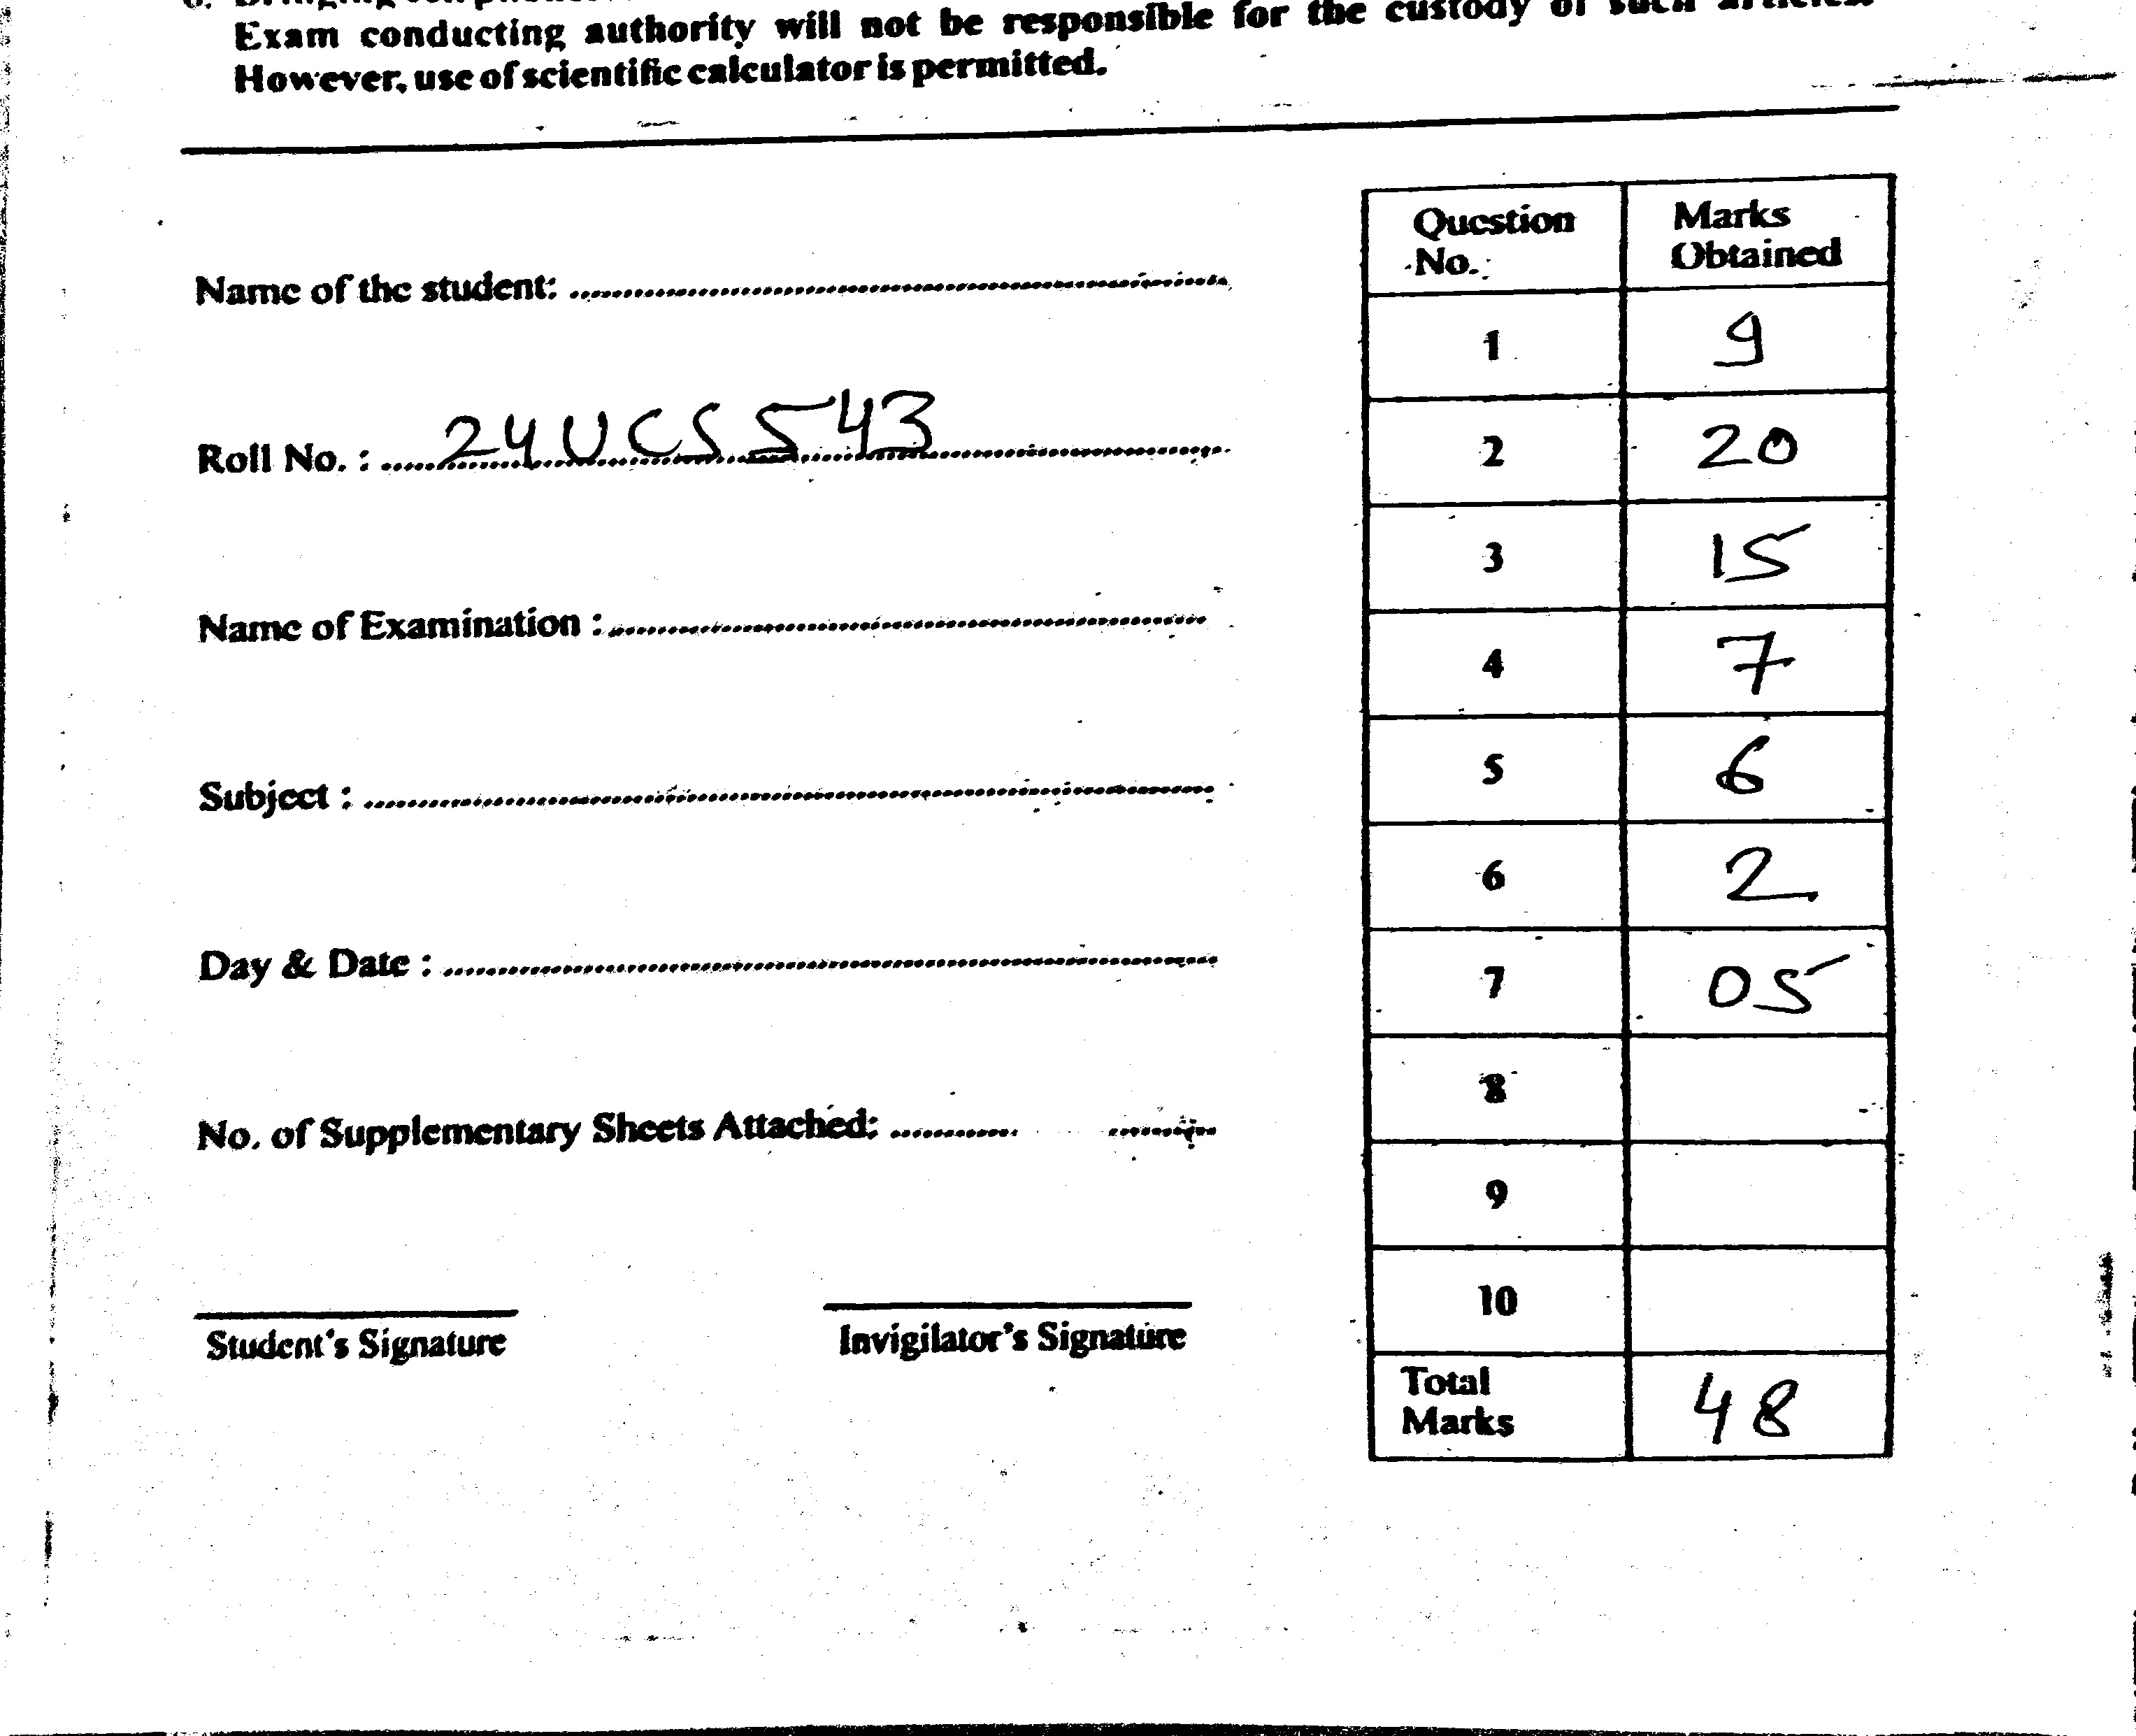 Exam conducting authority will not be responsible for the custody of such articles.
However, use of scientific calculator is permitted.
Name of the student: ........................
Roll No. : 24UCS543
Name of Examination : ........................
Subject : ........................
Day & Date : ........................
No. of Supplementary Sheets Attached: ............ ............
Student's Signature
Invigilator's Signature
Question No. Marks Obtained
1 9
2 20
3 15
4 7
5 6
6 2
7 05
8
9
10
Total Marks 48